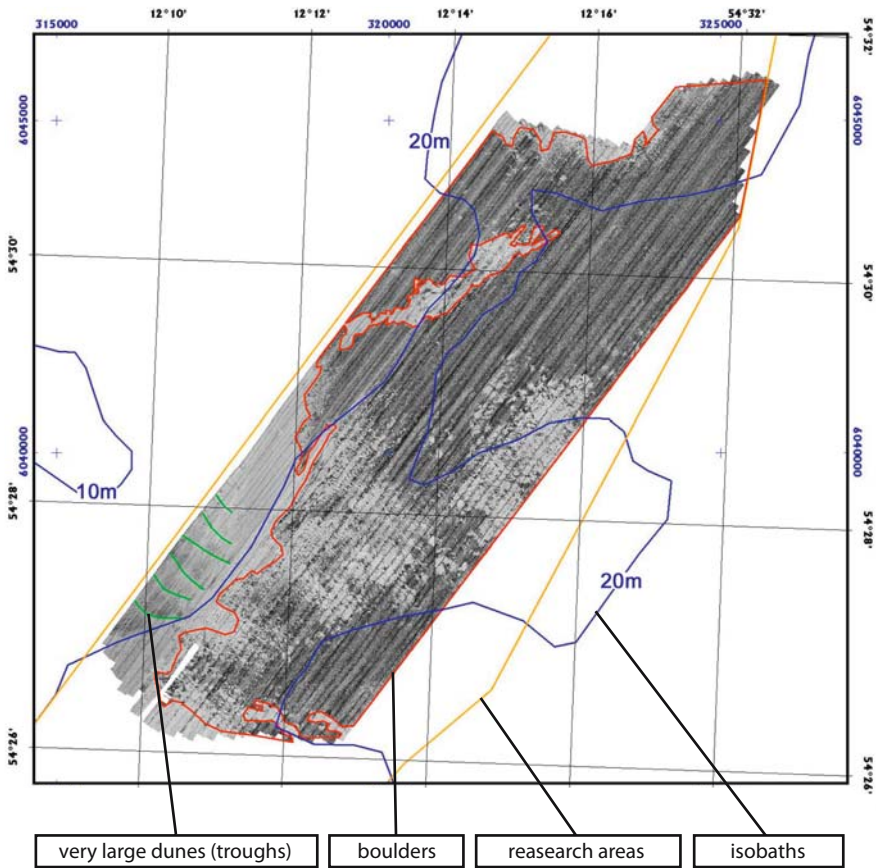 315000 12°10' 12°12' 320000 12°14' 12°16' 325000 54°32'
54°32'
6045000
6045000
20m
54°30'
54°30'
6040000
6040000
10m
54°28'
54°28'
20m
54°26'
54°26'
very large dunes (troughs) boulders reasearch areas isobaths